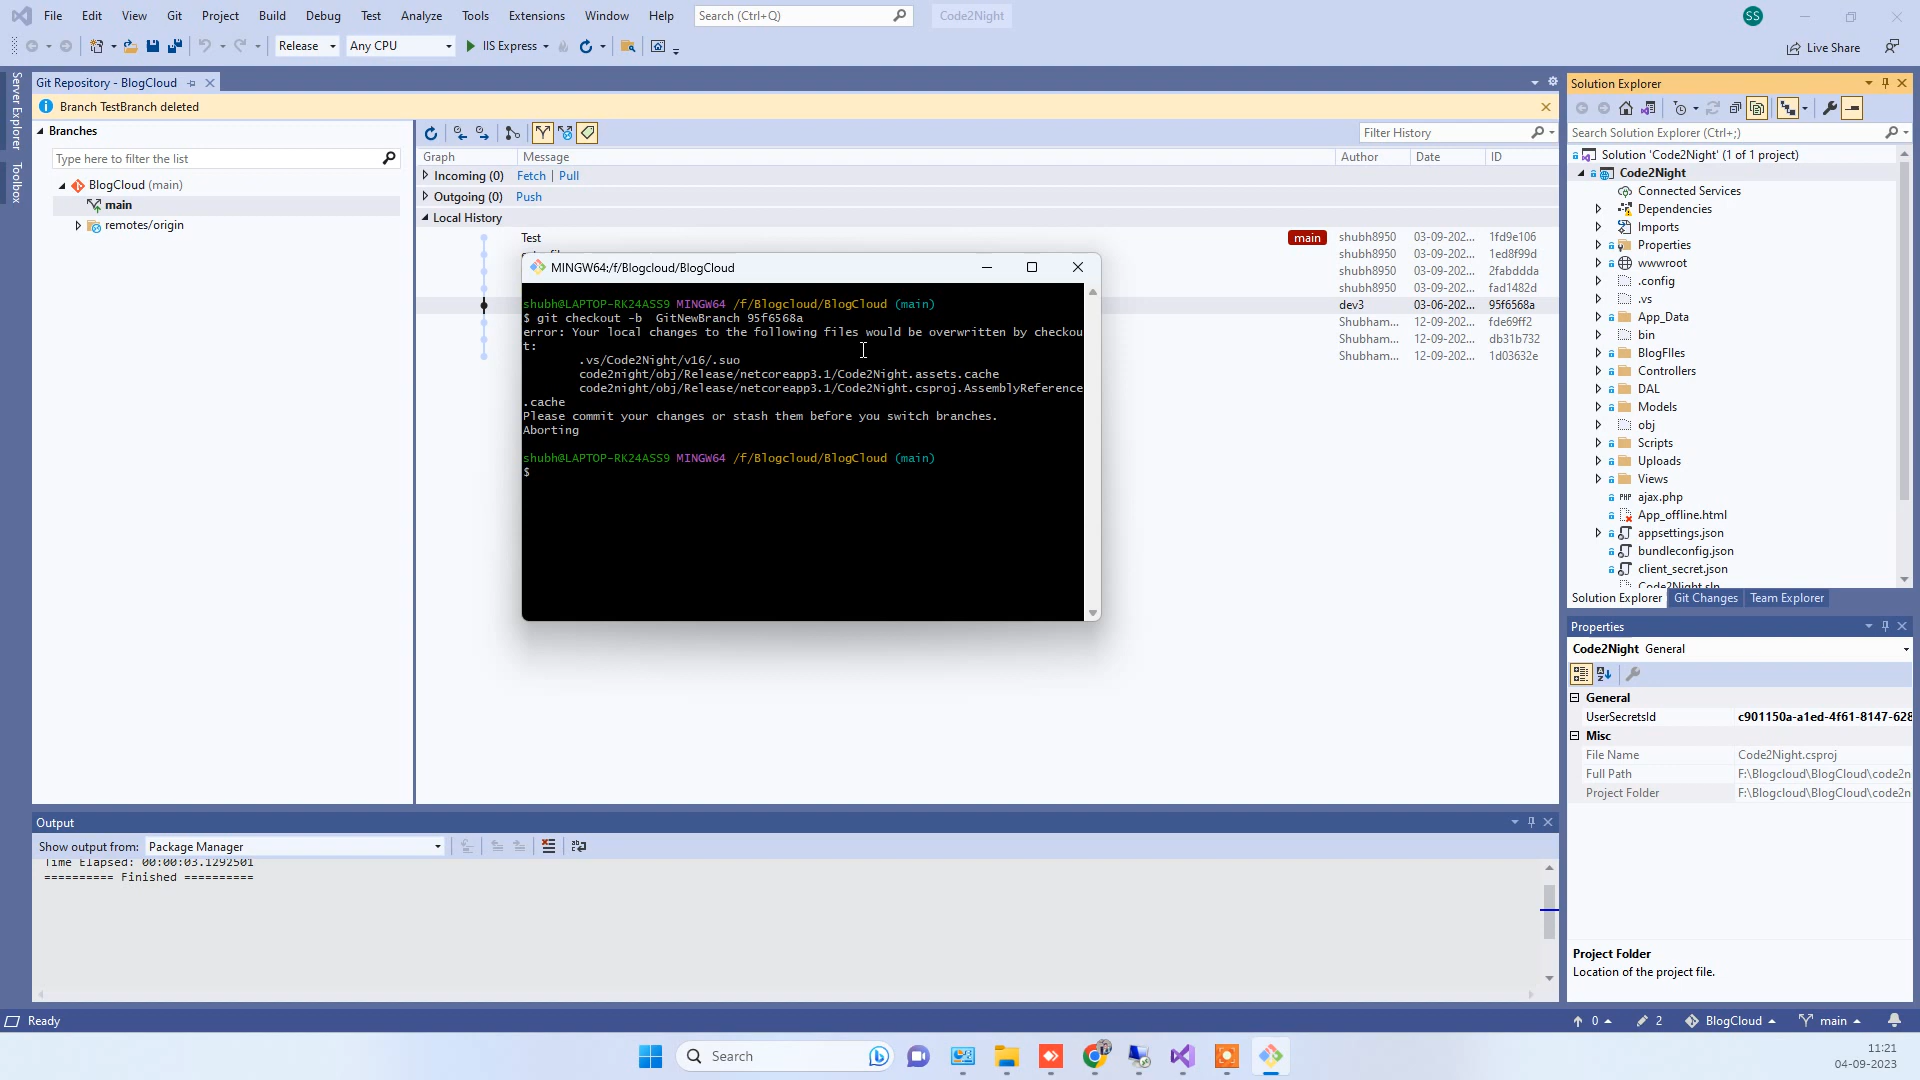 File Edit View Git Project Build Debug Test Analyze Tools Extensions Window Help Search (Ctrl+Q) Code2Night SS
Release Any CPU IIS Express Live Share
Server Explorer
Toolbox
Git Repository - BlogCloud
Branch TestBranch deleted
Branches
Type here to filter the list
BlogCloud (main)
main
remotes/origin
Filter History
Graph Message Author Date ID
Incoming (0) Fetch | Pull
Outgoing (0) Push
Local History
Test main shubh8950 03-09-202... 1fd9e106
shubh8950 03-09-202... 1ed8f99d
shubh8950 03-09-202... 2fabddda
shubh8950 03-09-202... fad1482d
dev3 03-06-202... 95f6568a
Shubham... 12-09-202... fde69ff2
Shubham... 12-09-202... db31b732
Shubham... 12-09-202... 1d03632e
MINGW64:/f/Blogcloud/BlogCloud
shubh@LAPTOP-RK24ASS9 MINGW64 /f/Blogcloud/BlogCloud (main)
$ git checkout -b  GitNewBranch 95f6568a
error: Your local changes to the following files would be overwritten by checkou
t:
.vs/Code2Night/v16/.suo
code2night/obj/Release/netcoreapp3.1/Code2Night.assets.cache
code2night/obj/Release/netcoreapp3.1/Code2Night.csproj.AssemblyReference
.cache
Please commit your changes or stash them before you switch branches.
Aborting
shubh@LAPTOP-RK24ASS9 MINGW64 /f/Blogcloud/BlogCloud (main)
$
Solution Explorer
Search Solution Explorer (Ctrl+;)
Solution 'Code2Night' (1 of 1 project)
Code2Night
Connected Services
Dependencies
Imports
Properties
wwwroot
.config
.vs
App_Data
bin
BlogFIles
Controllers
DAL
Models
obj
Scripts
Uploads
Views
PHP ajax.php
App_offline.html
appsettings.json
bundleconfig.json
client_secret.json
Code2Night.sln
Solution Explorer Git Changes Team Explorer
Properties
Code2Night General
General
UserSecretsId c901150a-a1ed-4f61-8147-628
Misc
File Name Code2Night.csproj
Full Path F:\Blogcloud\BlogCloud\code2n
Project Folder F:\Blogcloud\BlogCloud\code2n
Project Folder
Location of the project file.
Output
Show output from: Package Manager
Time Elapsed: 00:00:03.1292501
========== Finished ==========
Ready 0 2 BlogCloud main
Search
11:21
04-09-2023